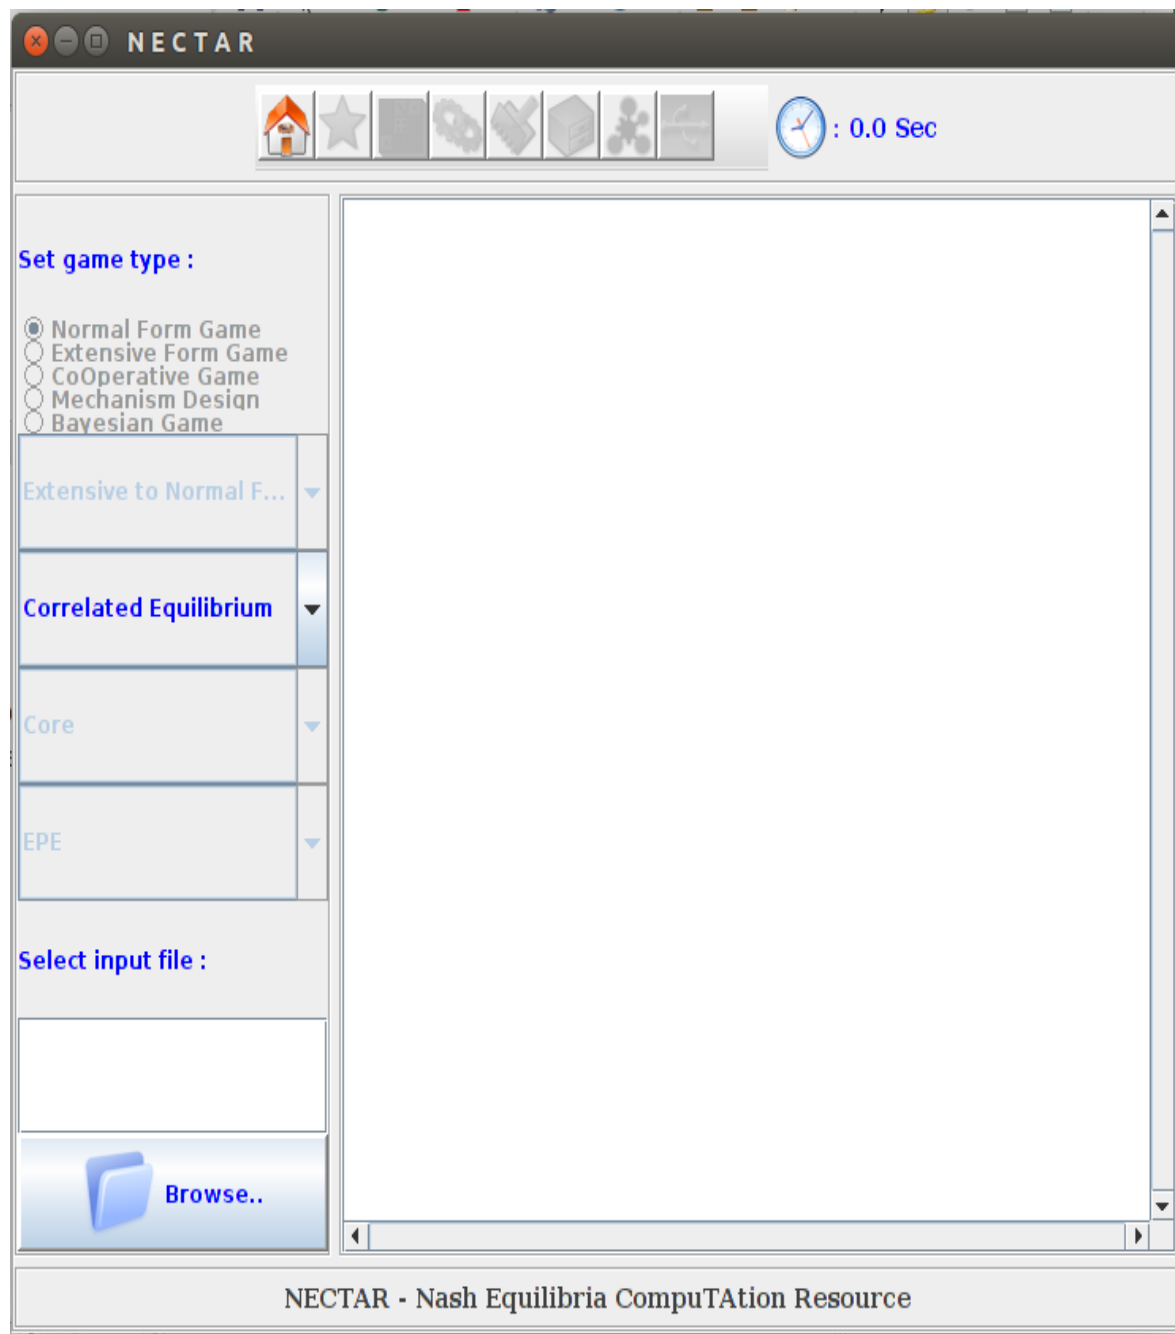 NECTAR
: 0.0 Sec
Set game type :
Normal Form Game
Extensive Form Game
CoOperative Game
Mechanism Design
Bayesian Game
Extensive to Normal F...
Correlated Equilibrium
Core
EPE
Select input file :
Browse..
NECTAR - Nash Equilibria CompuTAtion Resource